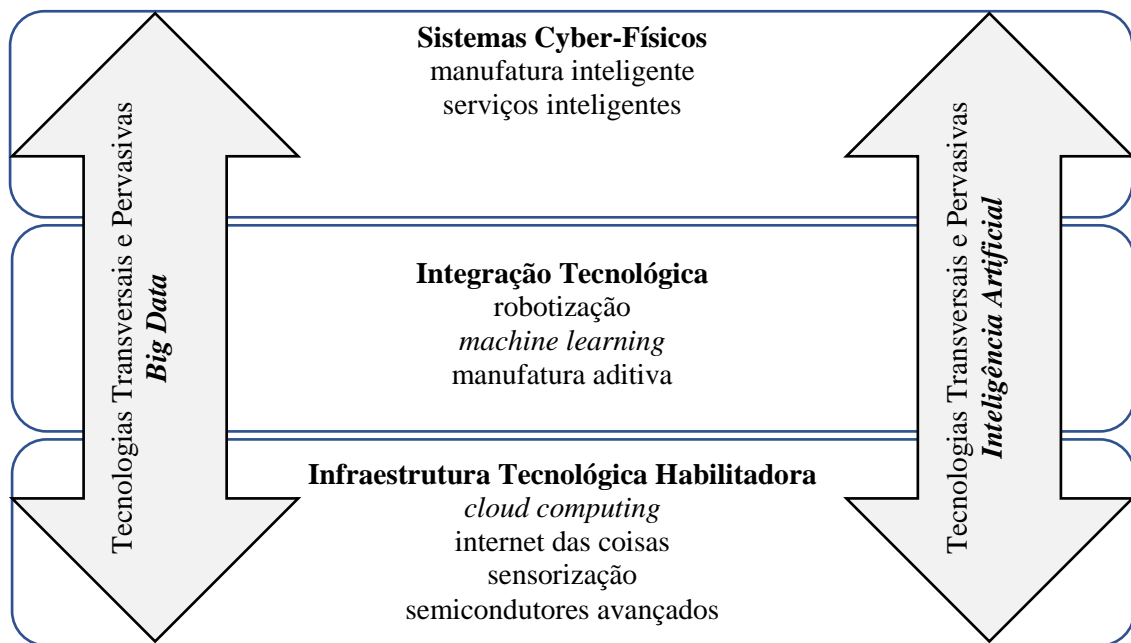 Sistemas Cyber-Físicos
manufatura inteligente
serviços inteligentes
Tecnologias Transversais e Pervasivas
Big Data
Integração Tecnológica
robotização
machine learning
manufatura aditiva
Tecnologias Transversais e Pervasivas
Inteligência Artificial
Infraestrutura Tecnológica Habilitadora
cloud computing
internet das coisas
sensorização
semicondutores avançados